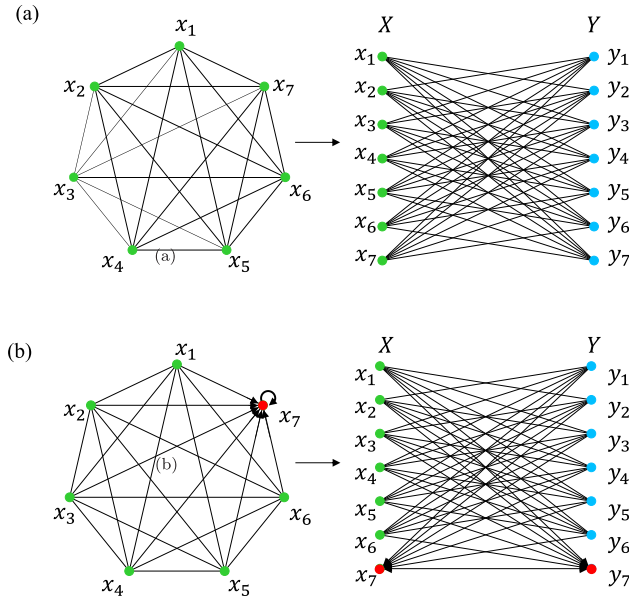 (a)
x₁
x₂
x₇
x₃
x₆
x₄
(a)
x₅
X
Y
x₁
y₁
x₂
y₂
x₃
y₃
x₄
y₄
x₅
y₅
x₆
y₆
x₇
y₇
(b)
x₁
x₂
x₇
(b)
x₃
x₆
x₄
x₅
X
Y
x₁
y₁
x₂
y₂
x₃
y₃
x₄
y₄
x₅
y₅
x₆
y₆
x₇
y₇